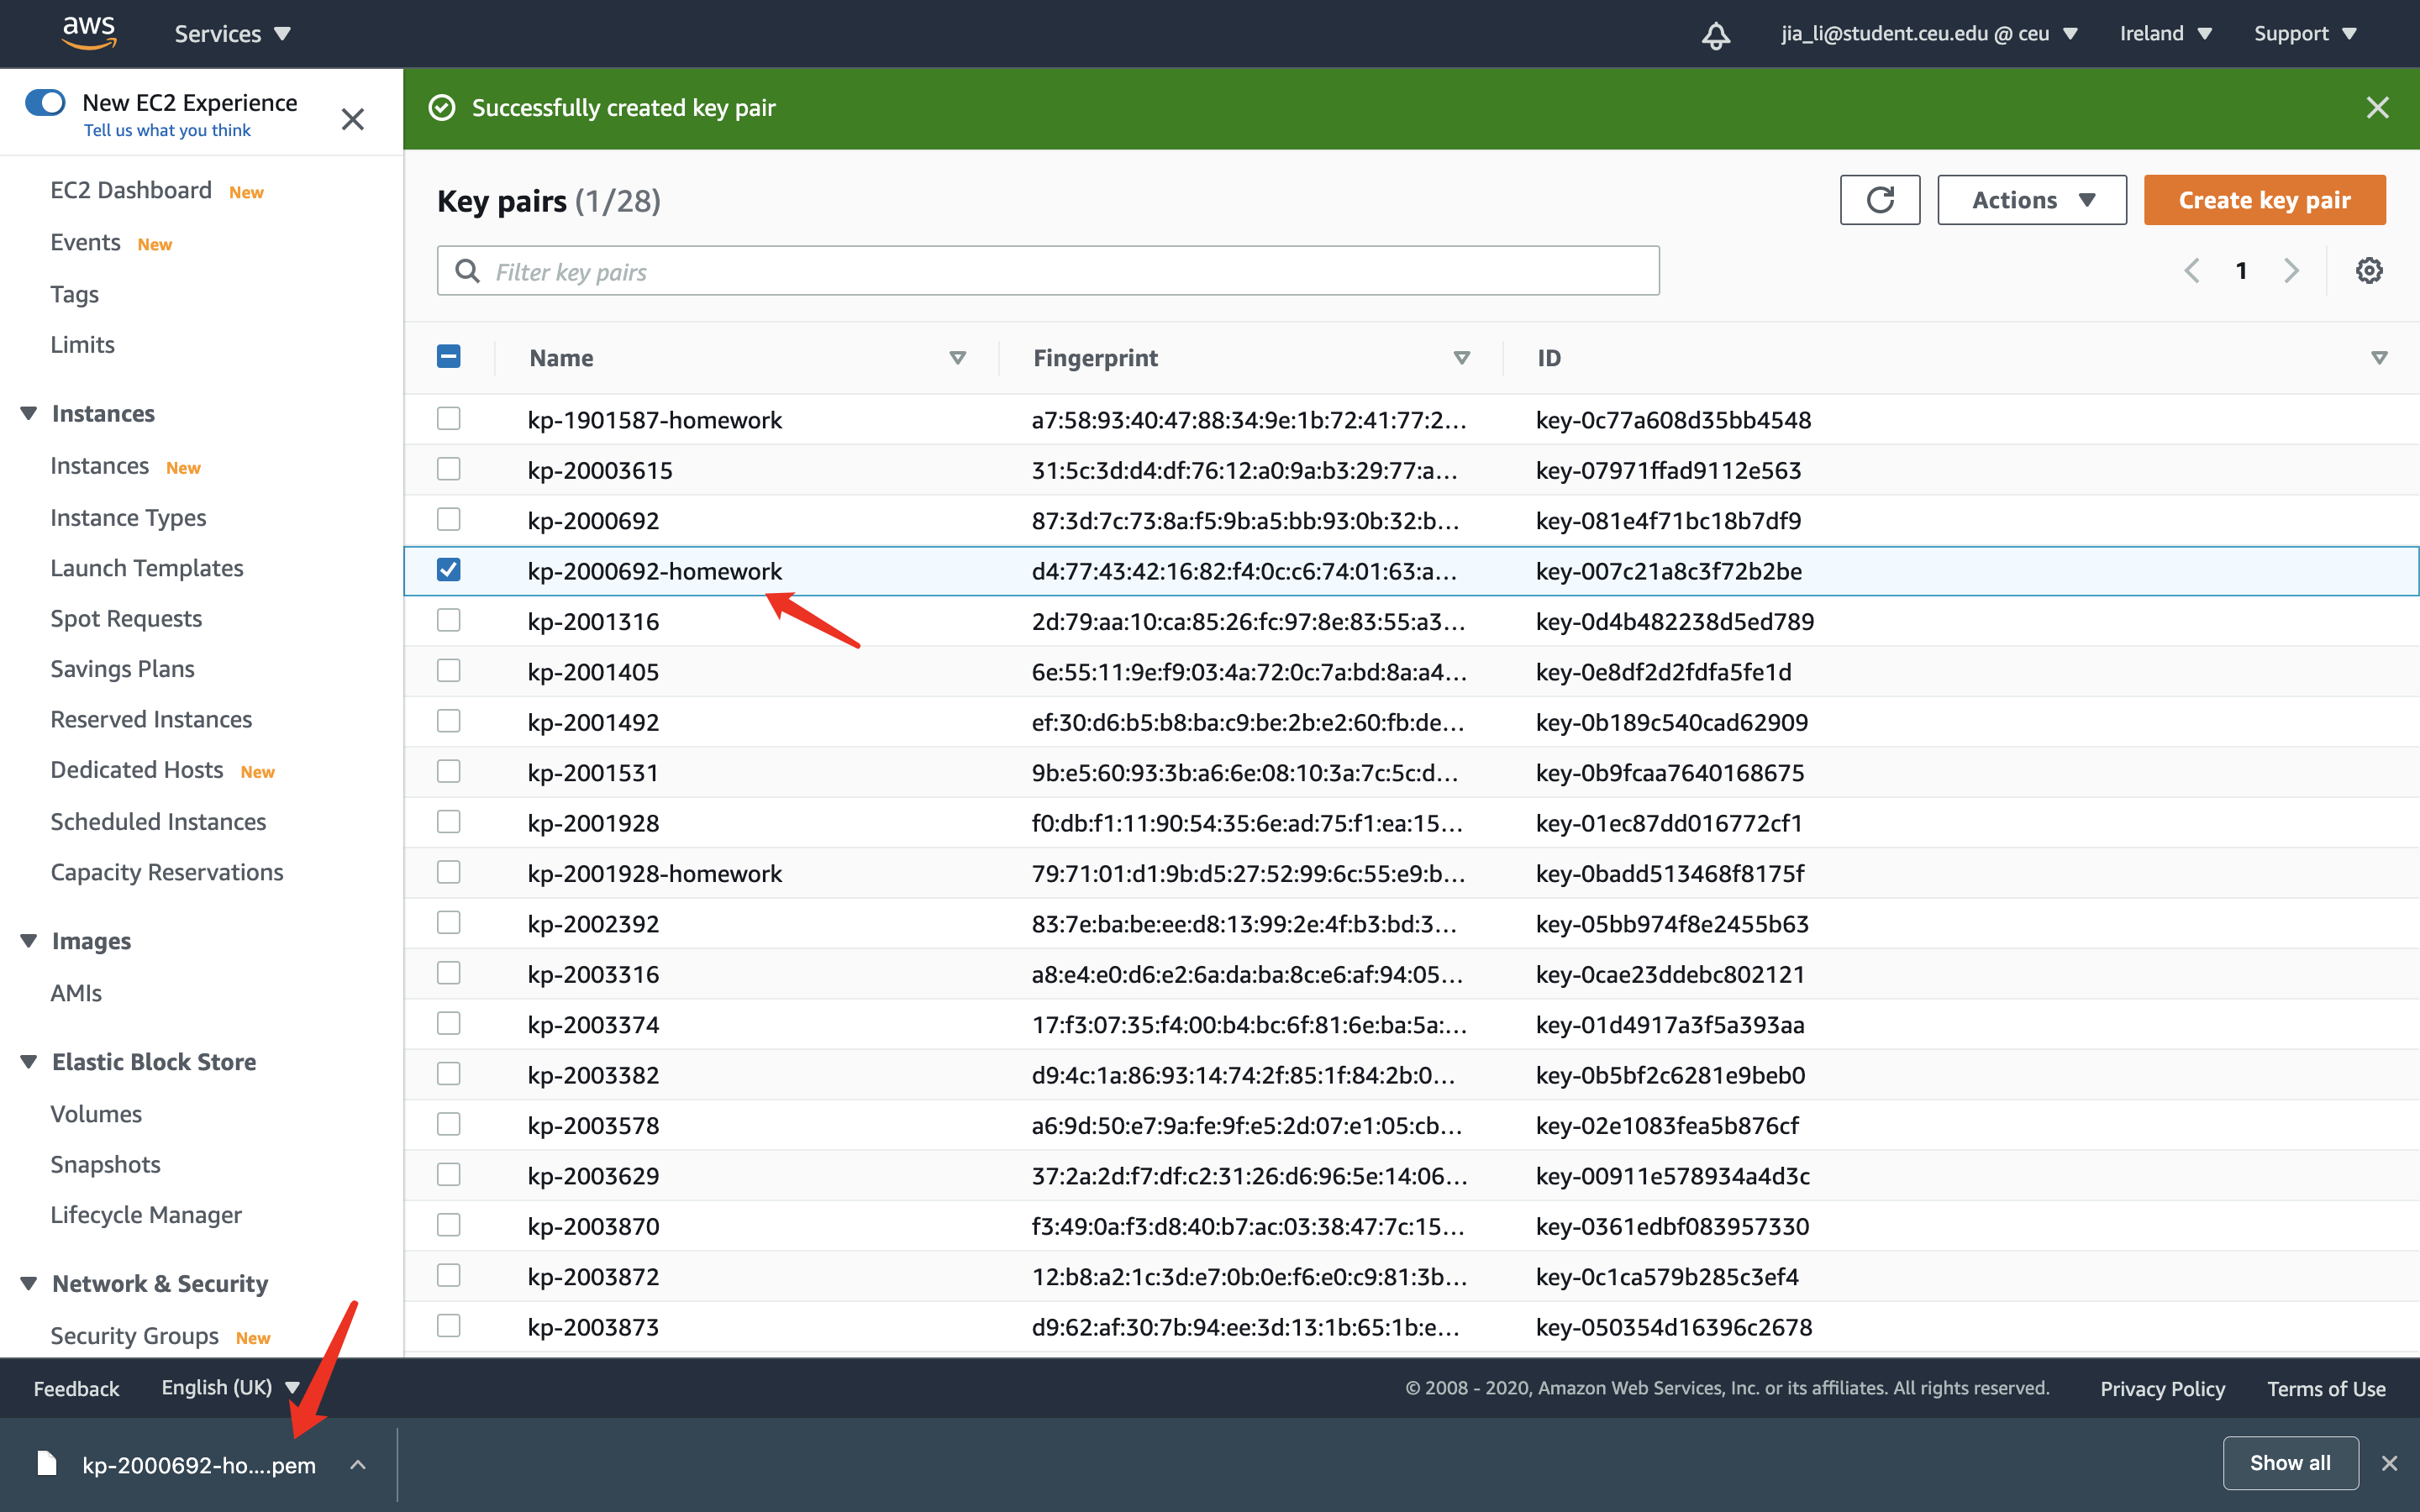 aws
Services
jia_li@student.ceu.edu @ ceu
Ireland
Support
New EC2 Experience
Tell us what you think
EC2 Dashboard New
Events New
Tags
Limits
Instances
Instances New
Instance Types
Launch Templates
Spot Requests
Savings Plans
Reserved Instances
Dedicated Hosts New
Scheduled Instances
Capacity Reservations
Images
AMIs
Elastic Block Store
Volumes
Snapshots
Lifecycle Manager
Network & Security
Security Groups New
Successfully created key pair
Key pairs (1/28)
Actions
Create key pair
Filter key pairs
1
Name Fingerprint ID
kp-1901587-homework a7:58:93:40:47:88:34:9e:1b:72:41:77:2... key-0c77a608d35bb4548
kp-20003615 31:5c:3d:d4:df:76:12:a0:9a:b3:29:77:a... key-07971ffad9112e563
kp-2000692 87:3d:7c:73:8a:f5:9b:a5:bb:93:0b:32:b... key-081e4f71bc18b7df9
kp-2000692-homework d4:77:43:42:16:82:f4:0c:c6:74:01:63:a... key-007c21a8c3f72b2be
kp-2001316 2d:79:aa:10:ca:85:26:fc:97:8e:83:55:a3... key-0d4b482238d5ed789
kp-2001405 6e:55:11:9e:f9:03:4a:72:0c:7a:bd:8a:a4... key-0e8df2d2fdfa5fe1d
kp-2001492 ef:30:d6:b5:b8:ba:c9:be:2b:e2:60:fb:de... key-0b189c540cad62909
kp-2001531 9b:e5:60:93:3b:a6:6e:08:10:3a:7c:5c:d... key-0b9fcaa7640168675
kp-2001928 f0:db:f1:11:90:54:35:6e:ad:75:f1:ea:15... key-01ec87dd016772cf1
kp-2001928-homework 79:71:01:d1:9b:d5:27:52:99:6c:55:e9:b... key-0badd513468f8175f
kp-2002392 83:7e:ba:be:ee:d8:13:99:2e:4f:b3:bd:3... key-05bb974f8e2455b63
kp-2003316 a8:e4:e0:d6:e2:6a:da:ba:8c:e6:af:94:05... key-0cae23ddebc802121
kp-2003374 17:f3:07:35:f4:00:b4:bc:6f:81:6e:ba:5a:... key-01d4917a3f5a393aa
kp-2003382 d9:4c:1a:86:93:14:74:2f:85:1f:84:2b:0... key-0b5bf2c6281e9beb0
kp-2003578 a6:9d:50:e7:9a:fe:9f:e5:2d:07:e1:05:cb... key-02e1083fea5b876cf
kp-2003629 37:2a:2d:f7:df:c2:31:26:d6:96:5e:14:06... key-00911e578934a4d3c
kp-2003870 f3:49:0a:f3:d8:40:b7:ac:03:38:47:7c:15... key-0361edbf083957330
kp-2003872 12:b8:a2:1c:3d:e7:0b:0e:f6:e0:c9:81:3b... key-0c1ca579b285c3ef4
kp-2003873 d9:62:af:30:7b:94:ee:3d:13:1b:65:1b:e... key-050354d16396c2678
Feedback
English (UK)
© 2008 - 2020, Amazon Web Services, Inc. or its affiliates. All rights reserved.
Privacy Policy
Terms of Use
kp-2000692-ho....pem
Show all